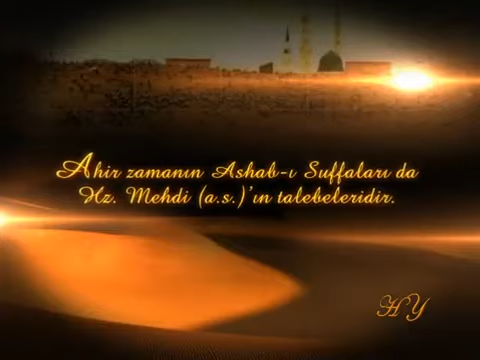 Ahir zamanın Ashab-ı Suffaları da
Hz. Mehdi (a.s.)'ın talebeleridir.
HY